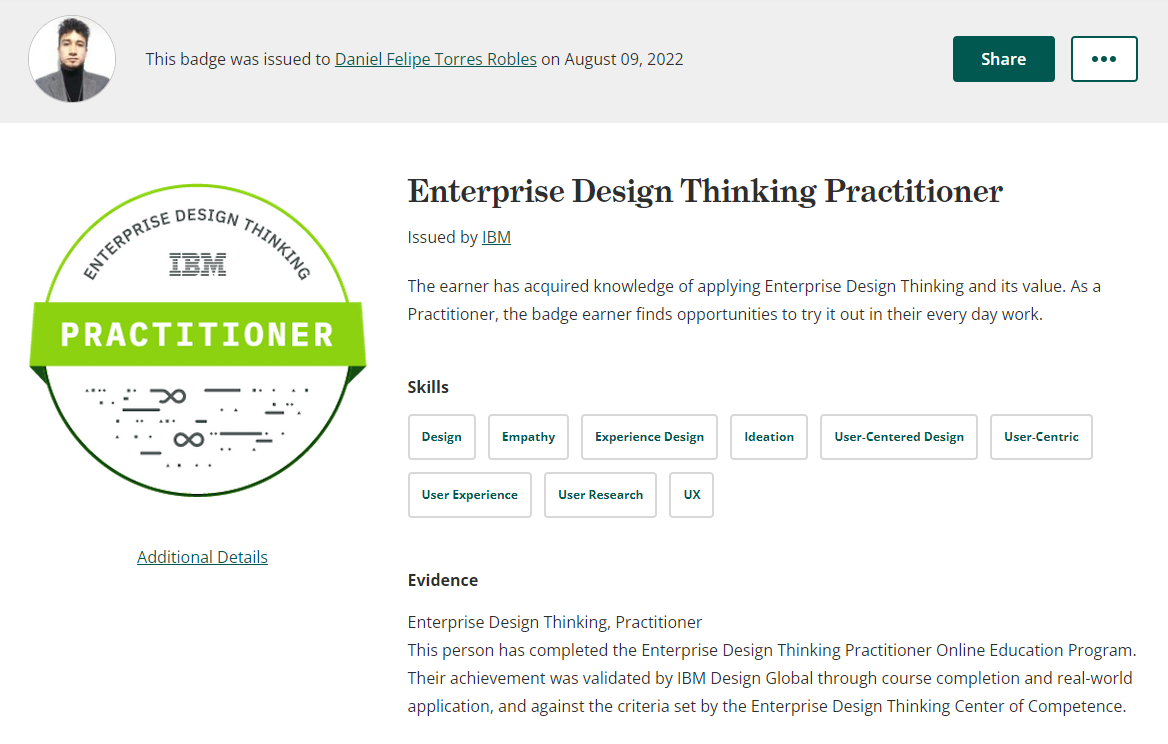 This badge was issued to Daniel Felipe Torres Robles on August 09, 2022
Share
ENTERPRISE DESIGN THINKING
IBM
PRACTITIONER
Additional Details
Enterprise Design Thinking Practitioner
Issued by IBM
The earner has acquired knowledge of applying Enterprise Design Thinking and its value. As a
Practitioner, the badge earner finds opportunities to try it out in their every day work.
Skills
Design Empathy Experience Design Ideation User-Centered Design User-Centric
User Experience User Research UX
Evidence
Enterprise Design Thinking, Practitioner
This person has completed the Enterprise Design Thinking Practitioner Online Education Program.
Their achievement was validated by IBM Design Global through course completion and real-world
application, and against the criteria set by the Enterprise Design Thinking Center of Competence.